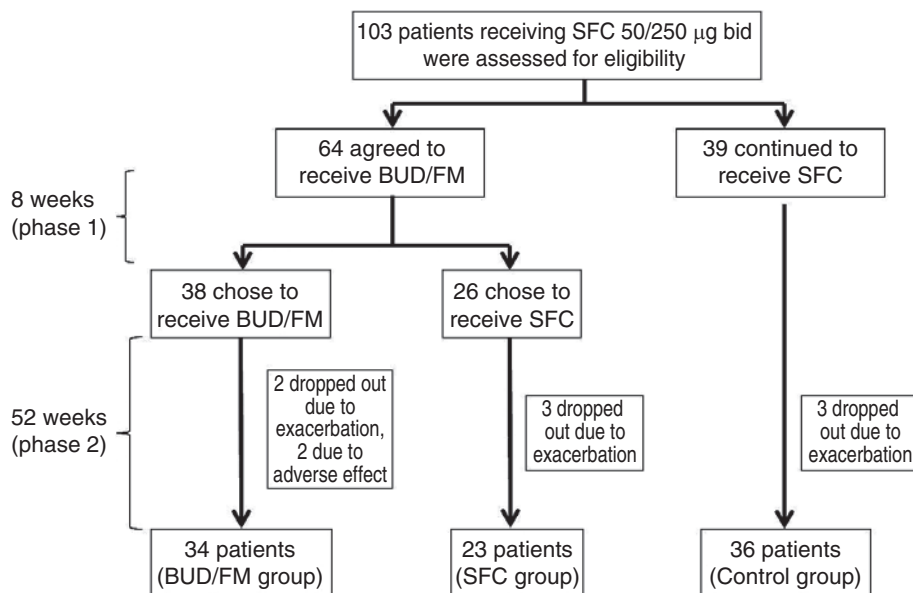 103 patients receiving SFC 50/250 μg bid
were assessed for eligibility
64 agreed to
receive BUD/FM
39 continued to
receive SFC
8 weeks
(phase 1)
38 chose to
receive BUD/FM
26 chose to
receive SFC
52 weeks
(phase 2)
2 dropped out
due to
exacerbation,
2 due to
adverse effect
3 dropped
out due to
exacerbation
3 dropped
out due to
exacerbation
34 patients
(BUD/FM group)
23 patients
(SFC group)
36 patients
(Control group)